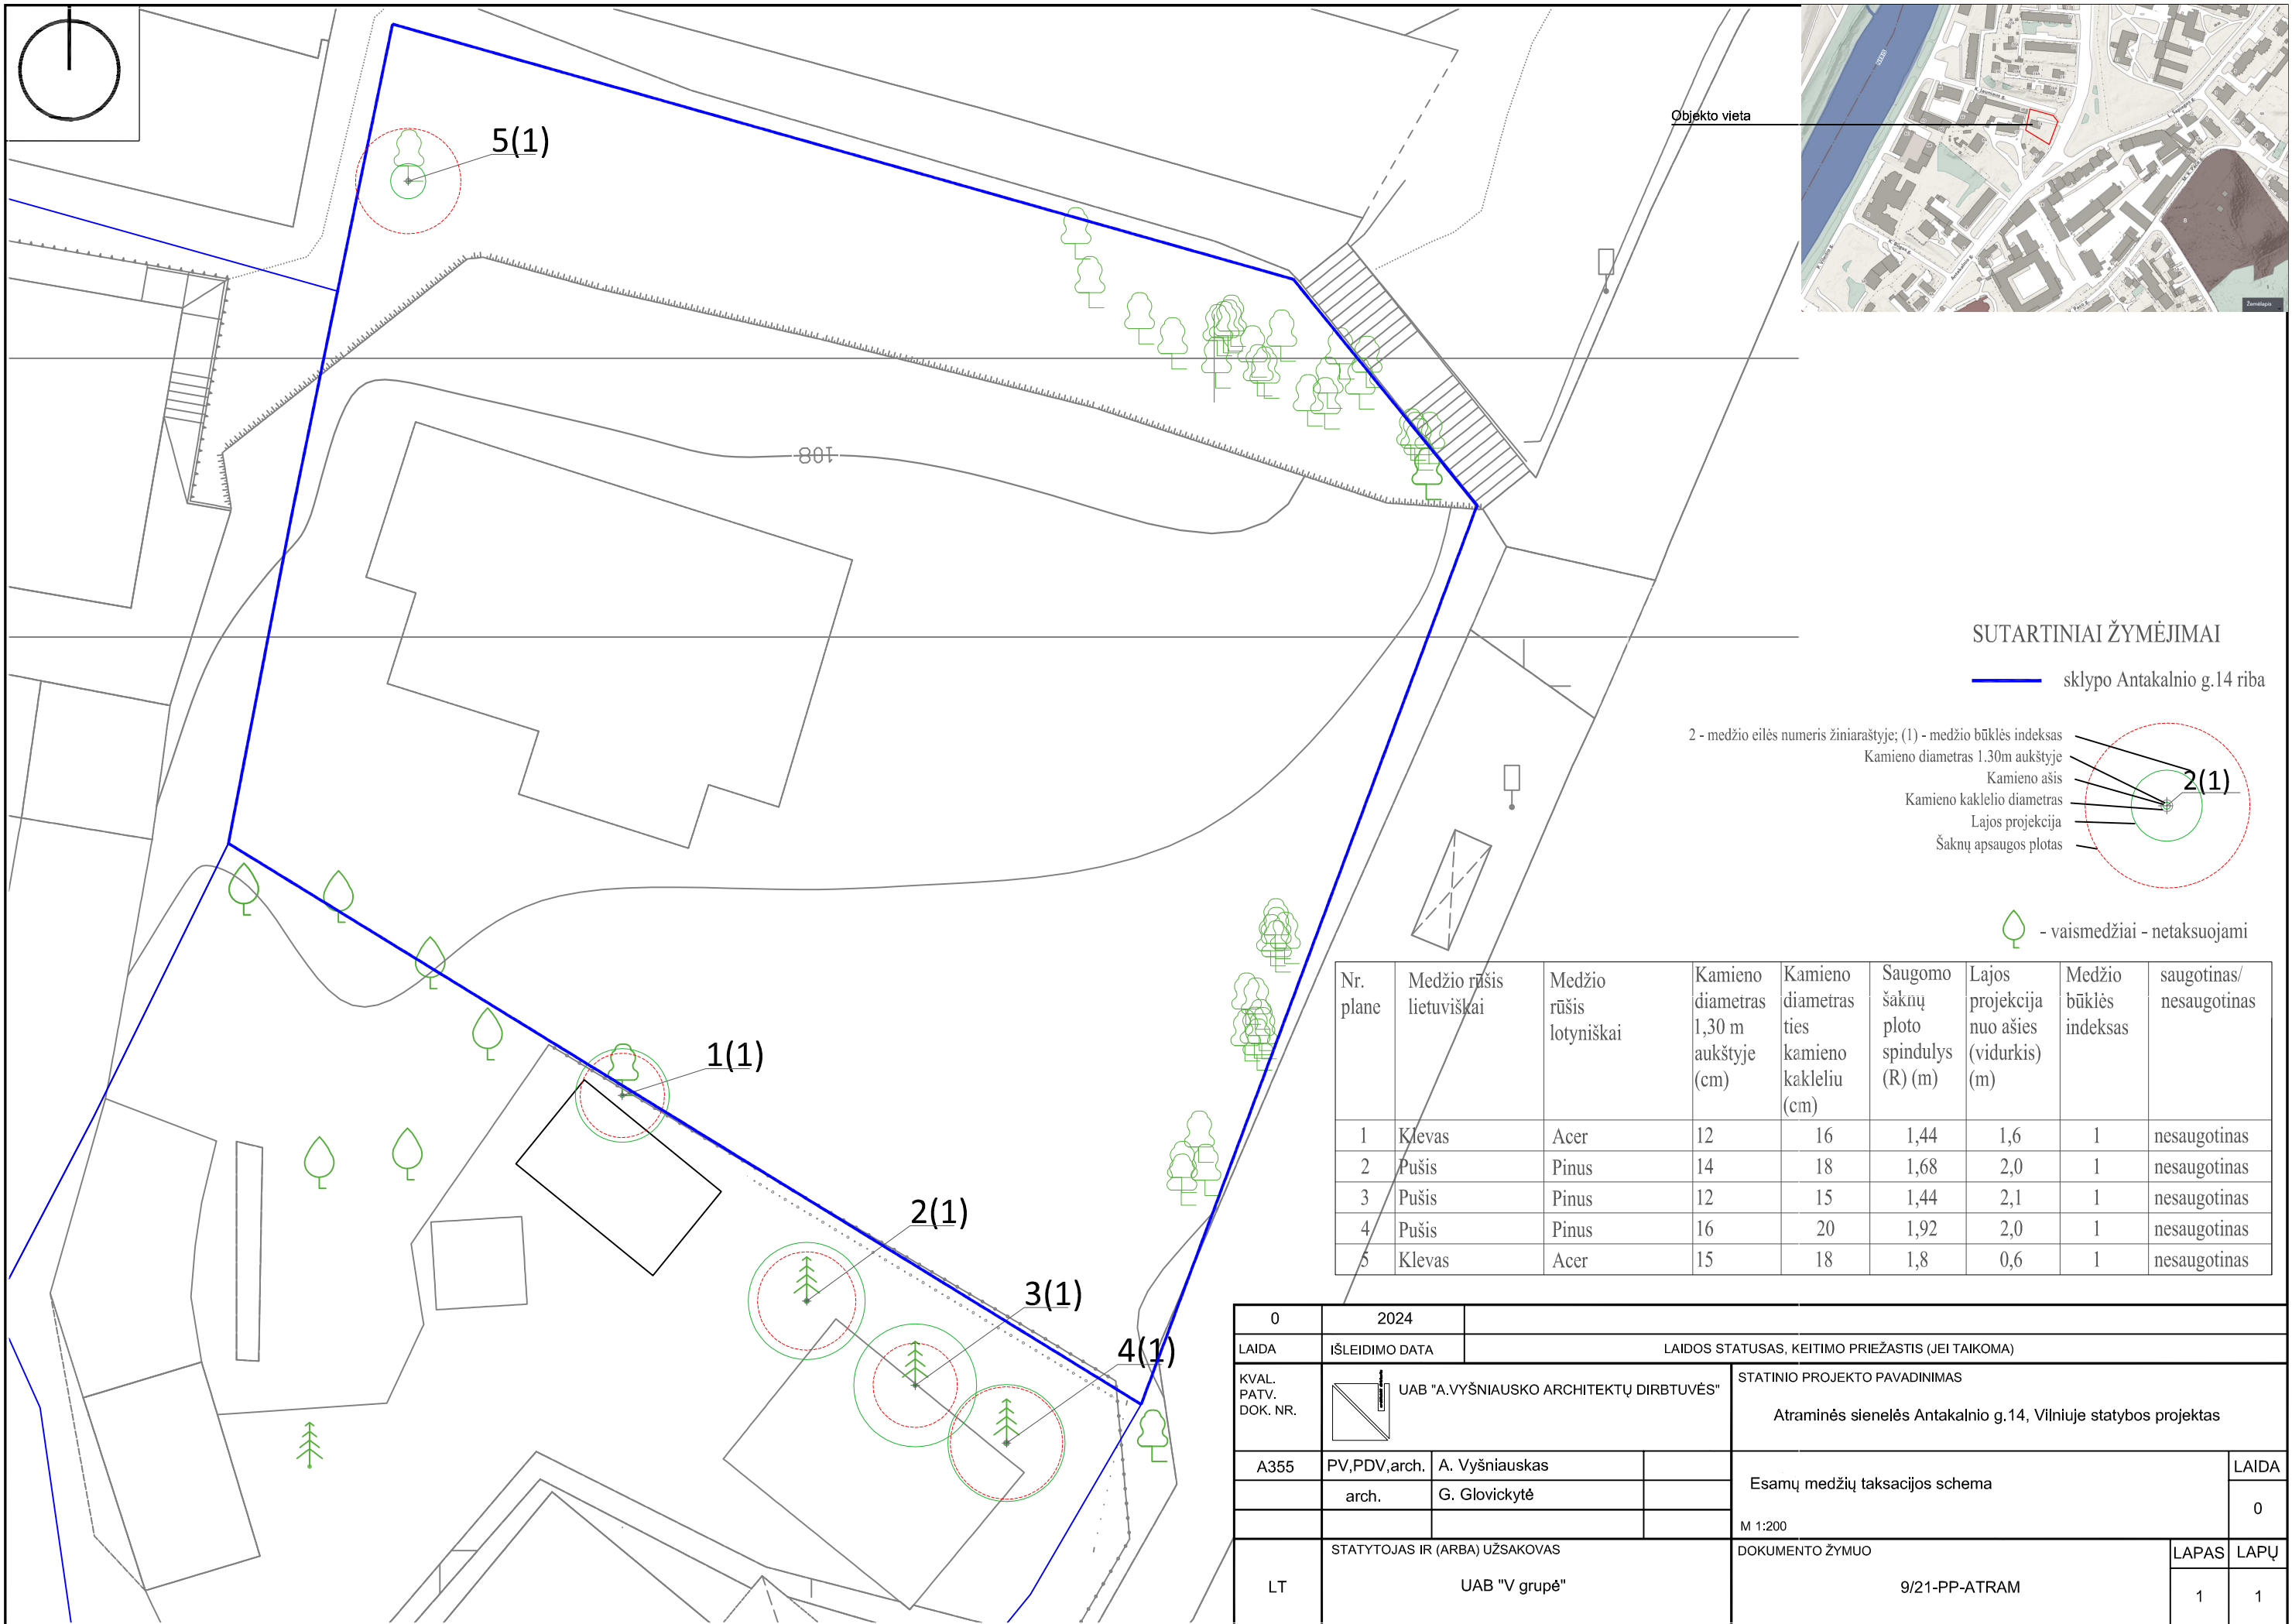 Objekto vieta
Žemėlapis
5(1)
108
1(1)
2(1)
3(1)
4(1)
SUTARTINIAI ŽYMĖJIMAI
sklypo Antakalnio g.14 riba
2 - medžio eilės numeris žiniaraštyje; (1) - medžio būklės indeksas
Kamieno diametras 1.30m aukštyje
Kamieno ašis
Kamieno kaklelio diametras
Lajos projekcija
Šaknų apsaugos plotas
2(1)
- vaismedžiai - netaksuojami
Nr. plane | Medžio rūšis lietuviškai | Medžio rūšis lotyniškai | Kamieno diametras 1,30 m aukštyje (cm) | Kamieno diametras ties kamieno kakleliu (cm) | Saugomo šaknų ploto spindulys (R) (m) | Lajos projekcija nuo ašies (vidurkis) (m) | Medžio būklės indeksas | saugotinas/ nesaugotinas
1 Klevas Acer 12 16 1,44 1,6 1 nesaugotinas
2 Pušis Pinus 14 18 1,68 2,0 1 nesaugotinas
3 Pušis Pinus 12 15 1,44 2,1 1 nesaugotinas
4 Pušis Pinus 16 20 1,92 2,0 1 nesaugotinas
5 Klevas Acer 15 18 1,8 0,6 1 nesaugotinas
0 2024
LAIDA IŠLEIDIMO DATA LAIDOS STATUSAS, KEITIMO PRIEŽASTIS (JEI TAIKOMA)
KVAL.
PATV.
DOK. NR.
UAB "A.VYŠNIAUSKO ARCHITEKTŲ DIRBTUVĖS"
STATINIO PROJEKTO PAVADINIMAS
Atraminės sienelės Antakalnio g.14, Vilniuje statybos projektas
A355 PV,PDV,arch. A. Vyšniauskas
arch. G. Glovickytė
Esamų medžių taksacijos schema
M 1:200
LAIDA
0
LT
STATYTOJAS IR (ARBA) UŽSAKOVAS
UAB "V grupė"
DOKUMENTO ŽYMUO
9/21-PP-ATRAM
LAPAS LAPŲ
1 1